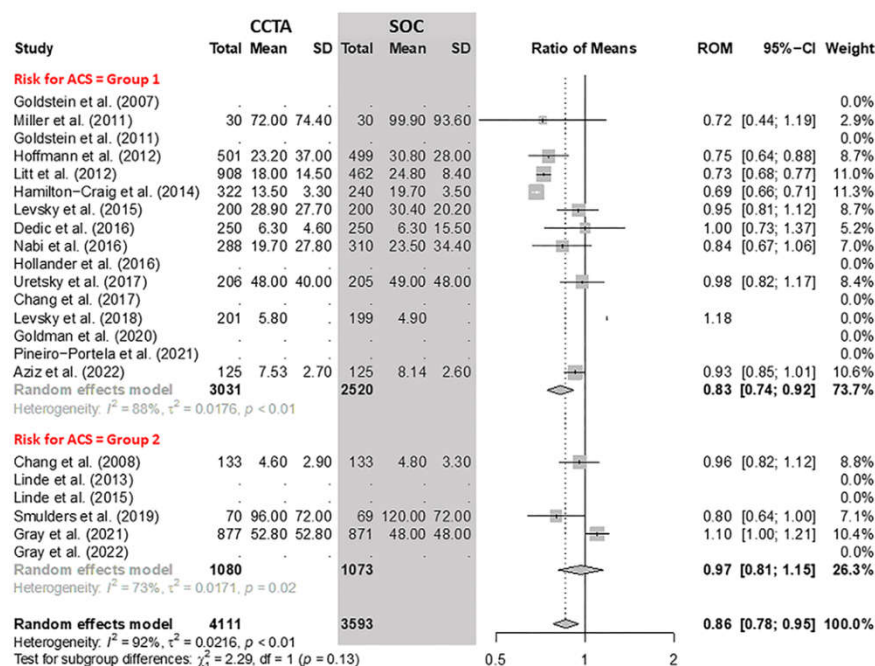 CCTA SOC
Study Total Mean SD Total Mean SD Ratio of Means ROM 95%−CI Weight
Risk for ACS = Group 1
Goldstein et al. (2007) . . . . . . 0.0%
Miller et al. (2011) 30 72.00 74.40 30 99.90 93.60 0.72 [0.44; 1.19] 2.9%
Goldstein et al. (2011) . . . . . . 0.0%
Hoffmann et al. (2012) 501 23.20 37.00 499 30.80 28.00 0.75 [0.64; 0.88] 8.7%
Litt et al. (2012) 908 18.00 14.50 462 24.80 8.40 0.73 [0.68; 0.77] 11.0%
Hamilton−Craig et al. (2014) 322 13.50 3.30 240 19.70 3.50 0.69 [0.66; 0.71] 11.3%
Levsky et al. (2015) 200 28.90 27.70 200 30.40 20.20 0.95 [0.81; 1.12] 8.7%
Dedic et al. (2016) 250 6.30 4.60 250 6.30 15.50 1.00 [0.73; 1.37] 5.2%
Nabi et al. (2016) 288 19.70 27.80 310 23.50 34.40 0.84 [0.67; 1.06] 7.0%
Hollander et al. (2016) . . . . . . 0.0%
Uretsky et al. (2017) 206 48.00 40.00 205 49.00 48.00 0.98 [0.82; 1.17] 8.4%
Chang et al. (2017) . . . . . . 0.0%
Levsky et al. (2018) 201 5.80 . 199 4.90 . 1.18 0.0%
Goldman et al. (2020) . . . . . . 0.0%
Pineiro−Portela et al. (2021) . . . . . . 0.0%
Aziz et al. (2022) 125 7.53 2.70 125 8.14 2.60 0.93 [0.85; 1.01] 10.6%
Random effects model 3031 2520 0.83 [0.74; 0.92] 73.7%
Heterogeneity: I² = 88%, τ² = 0.0176, p < 0.01
Risk for ACS = Group 2
Chang et al. (2008) 133 4.60 2.90 133 4.80 3.30 0.96 [0.82; 1.12] 8.8%
Linde et al. (2013) . . . . . . 0.0%
Linde et al. (2015) . . . . . . 0.0%
Smulders et al. (2019) 70 96.00 72.00 69 120.00 72.00 0.80 [0.64; 1.00] 7.1%
Gray et al. (2021) 877 52.80 52.80 871 48.00 48.00 1.10 [1.00; 1.21] 10.4%
Gray et al. (2022) . . . . . . 0.0%
Random effects model 1080 1073 0.97 [0.81; 1.15] 26.3%
Heterogeneity: I² = 73%, τ² = 0.0171, p = 0.02
Random effects model 4111 3593 0.86 [0.78; 0.95] 100.0%
Heterogeneity: I² = 92%, τ² = 0.0216, p < 0.01
Test for subgroup differences: χ²₁ = 2.29, df = 1 (p = 0.13)
0.5 1 2